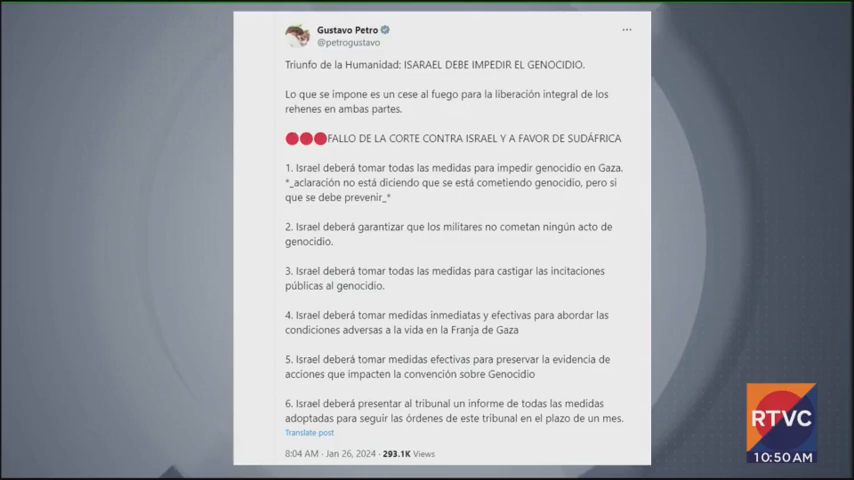 Gustavo Petro
@petrogustavo
...
Triunfo de la Humanidad: ISARAEL DEBE IMPEDIR EL GENOCIDIO.
Lo que se impone es un cese al fuego para la liberación integral de los
rehenes en ambas partes.
FALLO DE LA CORTE CONTRA ISRAEL Y A FAVOR DE SUDÁFRICA
1. Israel deberá tomar todas las medidas para impedir genocidio en Gaza.
*_aclaración no está diciendo que se está cometiendo genocidio, pero si
que se debe prevenir_*
2. Israel deberá garantizar que los militares no cometan ningún acto de
genocidio.
3. Israel deberá tomar todas las medidas para castigar las incitaciones
públicas al genocidio.
4. Israel deberá tomar medidas inmediatas y efectivas para abordar las
condiciones adversas a la vida en la Franja de Gaza
5. Israel deberá tomar medidas efectivas para preservar la evidencia de
acciones que impacten la convención sobre Genocidio
6. Israel deberá presentar al tribunal un informe de todas las medidas
adoptadas para seguir las órdenes de este tribunal en el plazo de un mes.
Translate post
8:04 AM · Jan 26, 2024 · 293.1K Views
RTVC
10:50 AM